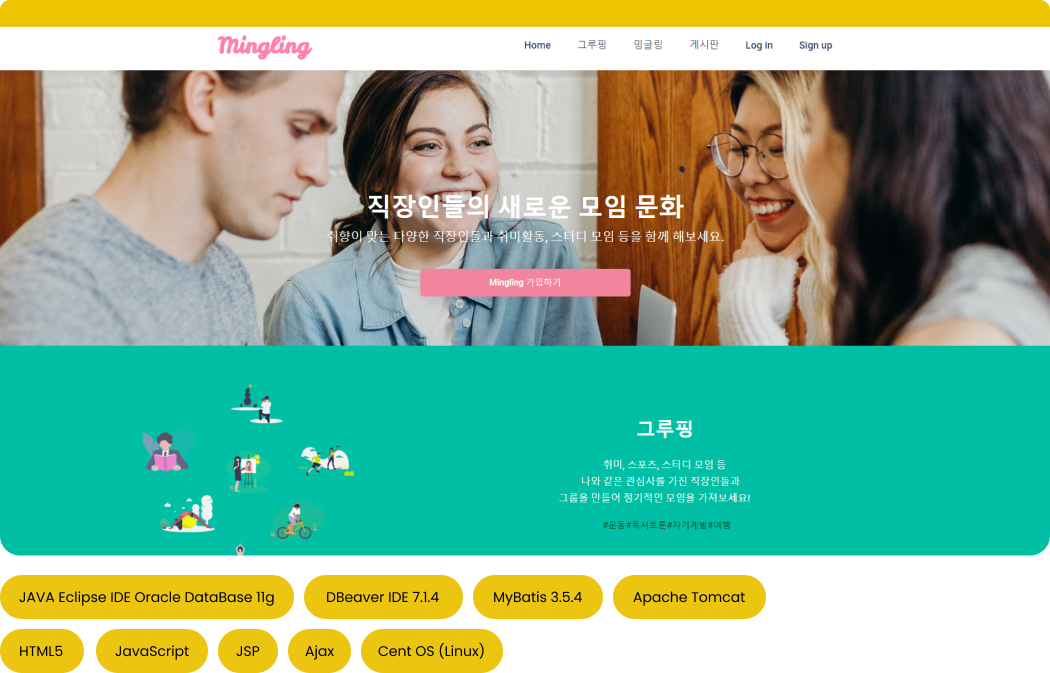 Mingling
Home 그루핑 밍글링 게시판 Log in Sign up
직장인들의 새로운 모임 문화
취향이 맞는 다양한 직장인들과 취미활동, 스터디 모임 등을 함께 해보세요.
Mingling 가입하기
그루핑
취미, 스포츠, 스터디 모임 등
나와 같은 관심사를 가진 직장인들과
그룹을 만들어 정기적인 모임을 가져보세요!
#운동#독서토론#자기계발#여행
JAVA Eclipse IDE Oracle DataBase 11g
DBeaver IDE 7.1.4
MyBatis 3.5.4
Apache Tomcat
HTML5
JavaScript
JSP
Ajax
Cent OS (Linux)